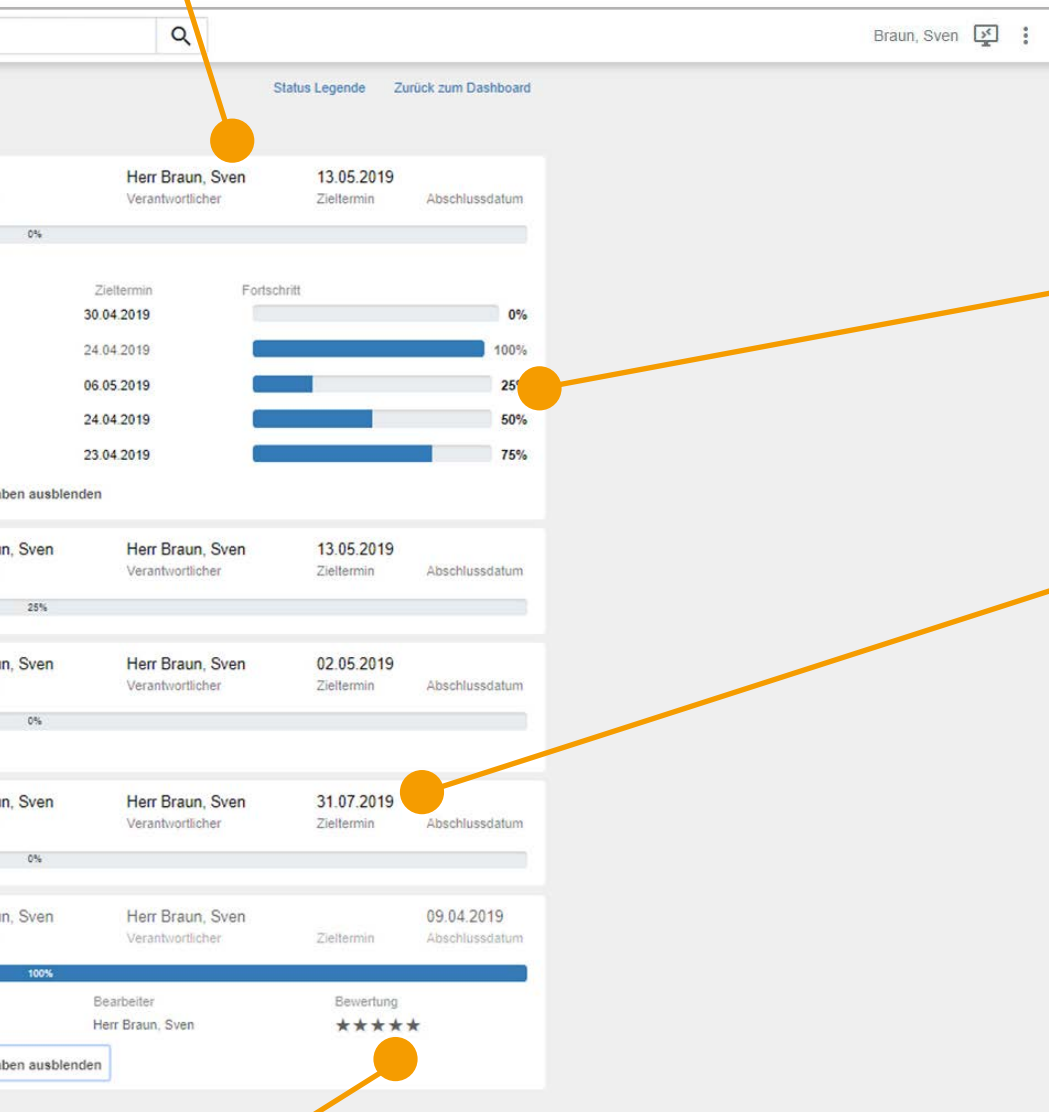 Braun, Sven
Status Legende Zurück zum Dashboard
Herr Braun, Sven 13.05.2019
Verantwortlicher Zieltermin Abschlussdatum
0%
Zieltermin Fortschritt
30.04.2019 0%
24.04.2019 100%
06.05.2019 25%
24.04.2019 50%
23.04.2019 75%
ben ausblenden
n, Sven Herr Braun, Sven 13.05.2019
Verantwortlicher Zieltermin Abschlussdatum
25%
n, Sven Herr Braun, Sven 02.05.2019
Verantwortlicher Zieltermin Abschlussdatum
0%
n, Sven Herr Braun, Sven 31.07.2019
Verantwortlicher Zieltermin Abschlussdatum
0%
n, Sven Herr Braun, Sven 09.04.2019
Verantwortlicher Zieltermin Abschlussdatum
100%
Bearbeiter Bewertung
Herr Braun, Sven ★★★★★
ben ausblenden